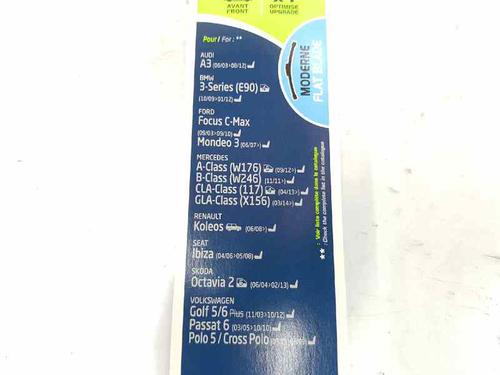 AVANT
FRONT
OPTIMISE
UPGRADE
Pour / For : **
MODERNE
FLAT BLADE
AUDI
A3 (06/03>08/12)
BMW
3-Series (E90)
(10/09>01/12)
FORD
Focus C-Max
(09/03>09/10)
Mondeo 3 (06/07>)
MERCEDES
A-Class (W176) (09/12>)
B-Class (W246) (11/11>)
CLA-Class (117) (04/13>)
GLA-Class (X156) (03/14>)
RENAULT
Koleos (06/08>)
SEAT
Ibiza (04/06>05/08)
SKODA
Octavia 2 (06/04>02/13)
VOLKSWAGEN
Golf 5/6 Plus (11/03>10/12)
Passat 6 (03/05>10/10)
Polo 5 / Cross Polo
** : Voir liste complète dans le catalogue
** : Check the complete list in the catalogue